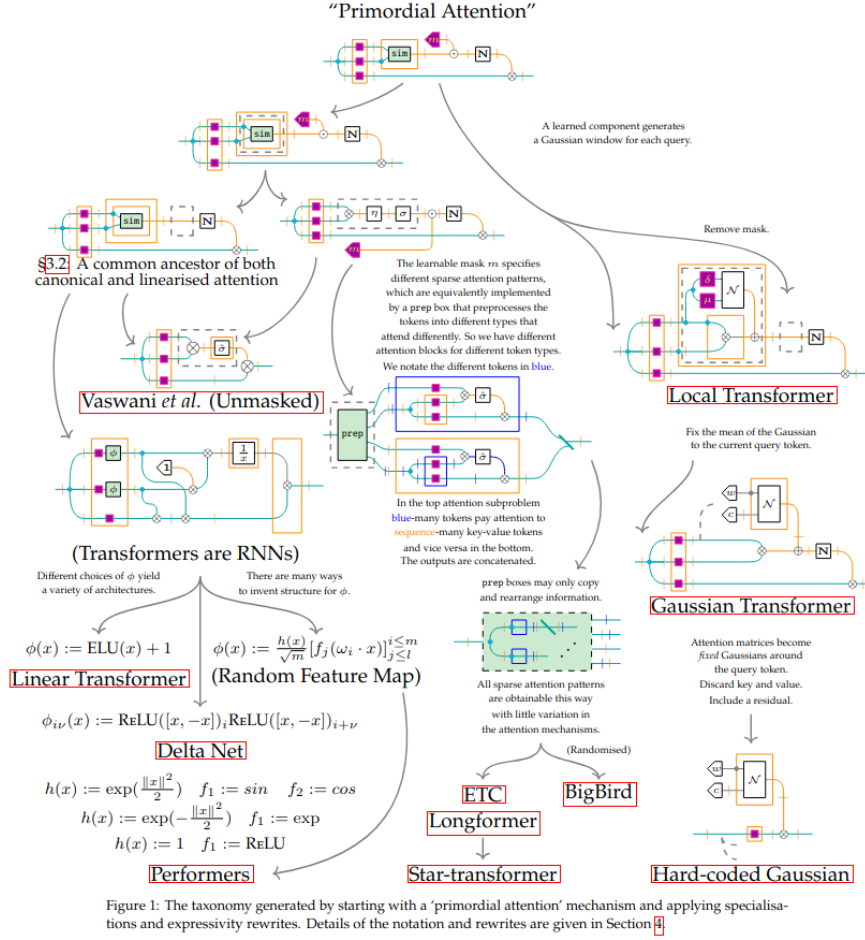 “Primordial Attention”
m
sim
N
A learned component generates
a Gaussian window for each query.
m
sim
N
Remove mask.
sim
N
η σ N
m
§3.2: A common ancestor of both
canonical and linearised attention
The learnable mask m specifies
different sparse attention patterns,
which are equivalently implemented
by a prep box that preprocesses the
tokens into different types that
attend differently. So we have different
attention blocks for different token types.
We notate the different tokens in blue.
δ
μ
N
N
σ̂
Vaswani et al. (Unmasked)
Local Transformer
prep
σ̂
σ̂
Fix the mean of the Gaussian
to the current query token.
ϕ
ϕ
1
1/x
In the top attention subproblem
blue-many tokens pay attention to
sequence-many key-value tokens
and vice versa in the bottom.
The outputs are concatenated.
w
c
N
N
(Transformers are RNNs)
Different choices of ϕ yield
a variety of architectures.
There are many ways
to invent structure for ϕ.
prep boxes may only copy
and rearrange information.
Gaussian Transformer
ϕ(x) := ELU(x) + 1
Linear Transformer
ϕ(x) := h(x)/√m [f_j(ω_i · x)]^{i≤m}_{j≤l}
(Random Feature Map)
Attention matrices become
fixed Gaussians around
the query token.
Discard key and value.
Include a residual.
All sparse attention patterns
are obtainable this way
with little variation in
the attention mechanisms.
ϕ_{iν}(x) := RELU([x, −x])_i RELU([x, −x])_{i+ν}
Delta Net
(Randomised)
w
c
N
h(x) := exp(‖x‖²/2) f₁ := sin f₂ := cos
h(x) := exp(−‖x‖²/2) f₁ := exp
h(x) := 1 f₁ := RELU
Performers
ETC
Longformer
BigBird
Star-transformer
Hard-coded Gaussian
Figure 1: The taxonomy generated by starting with a ‘primordial attention’ mechanism and applying specialisa-
tions and expressivity rewrites. Details of the notation and rewrites are given in Section 4.